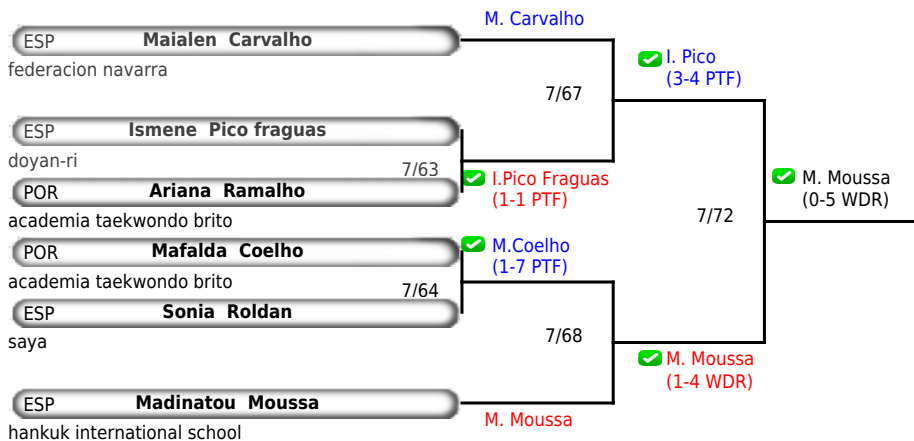 M. Carvalho
ESP Maialen Carvalho
federacion navarra
I. Pico
(3-4 PTF)
7/67
ESP Ismene Pico fraguas
doyan-ri
7/63
I.Pico Fraguas
(1-1 PTF)
POR Ariana Ramalho
academia taekwondo brito
M. Moussa
(0-5 WDR)
7/72
POR Mafalda Coelho
academia taekwondo brito
M.Coelho
(1-7 PTF)
7/64
ESP Sonia Roldan
saya
7/68
M. Moussa
(1-4 WDR)
ESP Madinatou Moussa
hankuk international school
M. Moussa